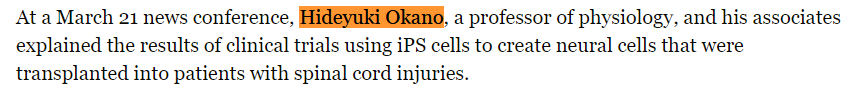 At a March 21 news conference, Hideyuki Okano, a professor of physiology, and his associates
explained the results of clinical trials using iPS cells to create neural cells that were
transplanted into patients with spinal cord injuries.